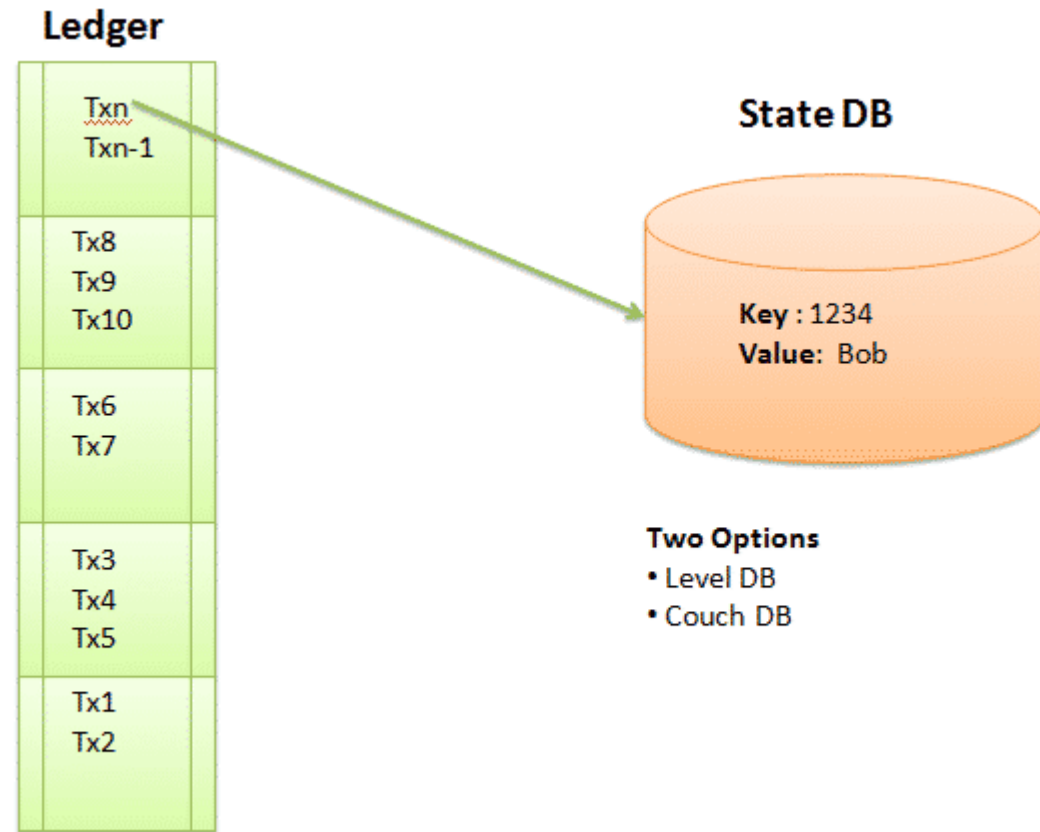 Ledger
Txn
Txn-1
Tx8
Tx9
Tx10
Tx6
Tx7
Tx3
Tx4
Tx5
Tx1
Tx2
State DB
Key : 1234
Value: Bob
Two Options
• Level DB
• Couch DB